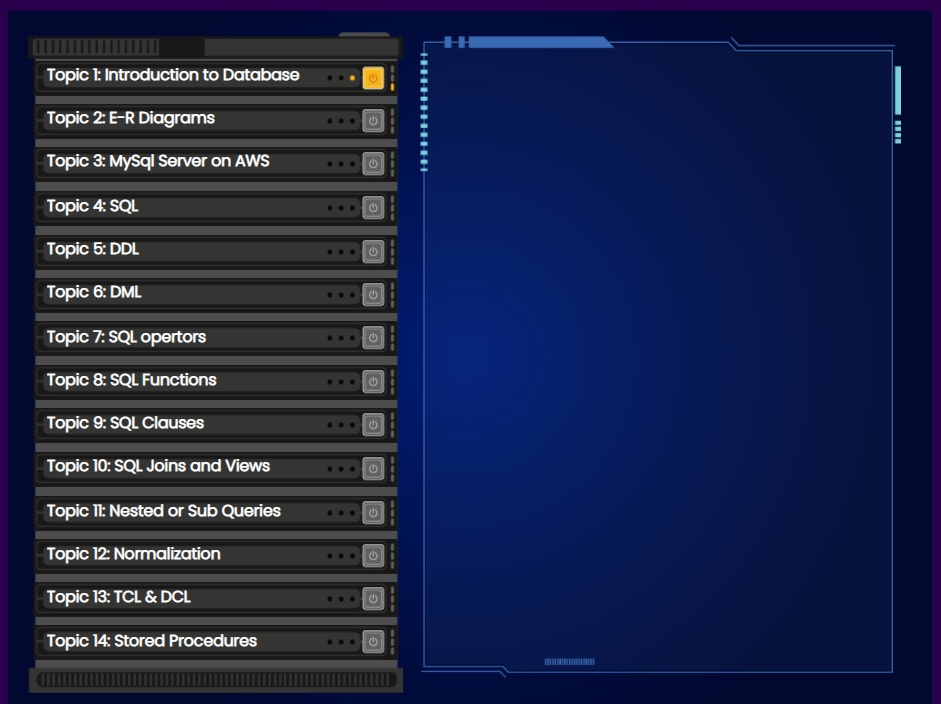 Topic 1: Introduction to Database
Topic 2: E-R Diagrams
Topic 3: MySql Server on AWS
Topic 4: SQL
Topic 5: DDL
Topic 6: DML
Topic 7: SQL opertors
Topic 8: SQL Functions
Topic 9: SQL Clauses
Topic 10: SQL Joins and Views
Topic 11: Nested or Sub Queries
Topic 12: Normalization
Topic 13: TCL & DCL
Topic 14: Stored Procedures